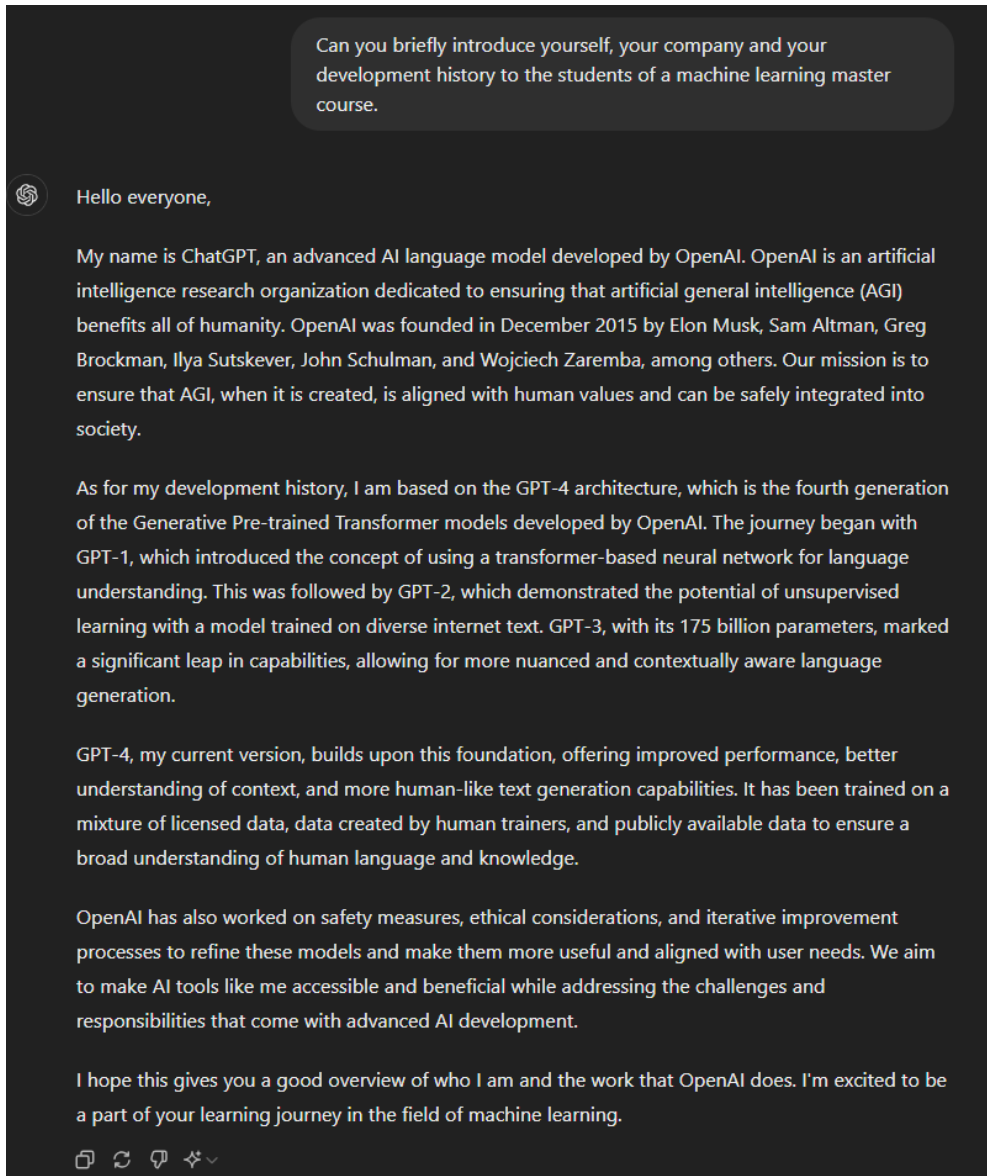 Can you briefly introduce yourself, your company and your
development history to the students of a machine learning master
course.
Hello everyone,
My name is ChatGPT, an advanced AI language model developed by OpenAI. OpenAI is an artificial
intelligence research organization dedicated to ensuring that artificial general intelligence (AGI)
benefits all of humanity. OpenAI was founded in December 2015 by Elon Musk, Sam Altman, Greg
Brockman, Ilya Sutskever, John Schulman, and Wojciech Zaremba, among others. Our mission is to
ensure that AGI, when it is created, is aligned with human values and can be safely integrated into
society.
As for my development history, I am based on the GPT-4 architecture, which is the fourth generation
of the Generative Pre-trained Transformer models developed by OpenAI. The journey began with
GPT-1, which introduced the concept of using a transformer-based neural network for language
understanding. This was followed by GPT-2, which demonstrated the potential of unsupervised
learning with a model trained on diverse internet text. GPT-3, with its 175 billion parameters, marked
a significant leap in capabilities, allowing for more nuanced and contextually aware language
generation.
GPT-4, my current version, builds upon this foundation, offering improved performance, better
understanding of context, and more human-like text generation capabilities. It has been trained on a
mixture of licensed data, data created by human trainers, and publicly available data to ensure a
broad understanding of human language and knowledge.
OpenAI has also worked on safety measures, ethical considerations, and iterative improvement
processes to refine these models and make them more useful and aligned with user needs. We aim
to make AI tools like me accessible and beneficial while addressing the challenges and
responsibilities that come with advanced AI development.
I hope this gives you a good overview of who I am and the work that OpenAI does. I'm excited to be
a part of your learning journey in the field of machine learning.